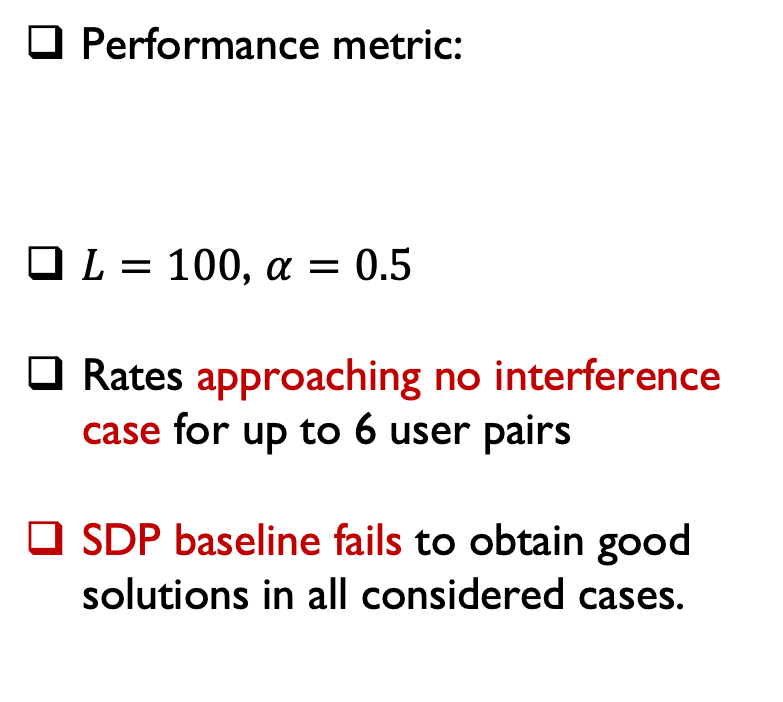 ❑ Performance metric:
❑ 𝐿 = 100, 𝛼 = 0.5
❑ Rates approaching no interference
case for up to 6 user pairs
❑ SDP baseline fails to obtain good
solutions in all considered cases.